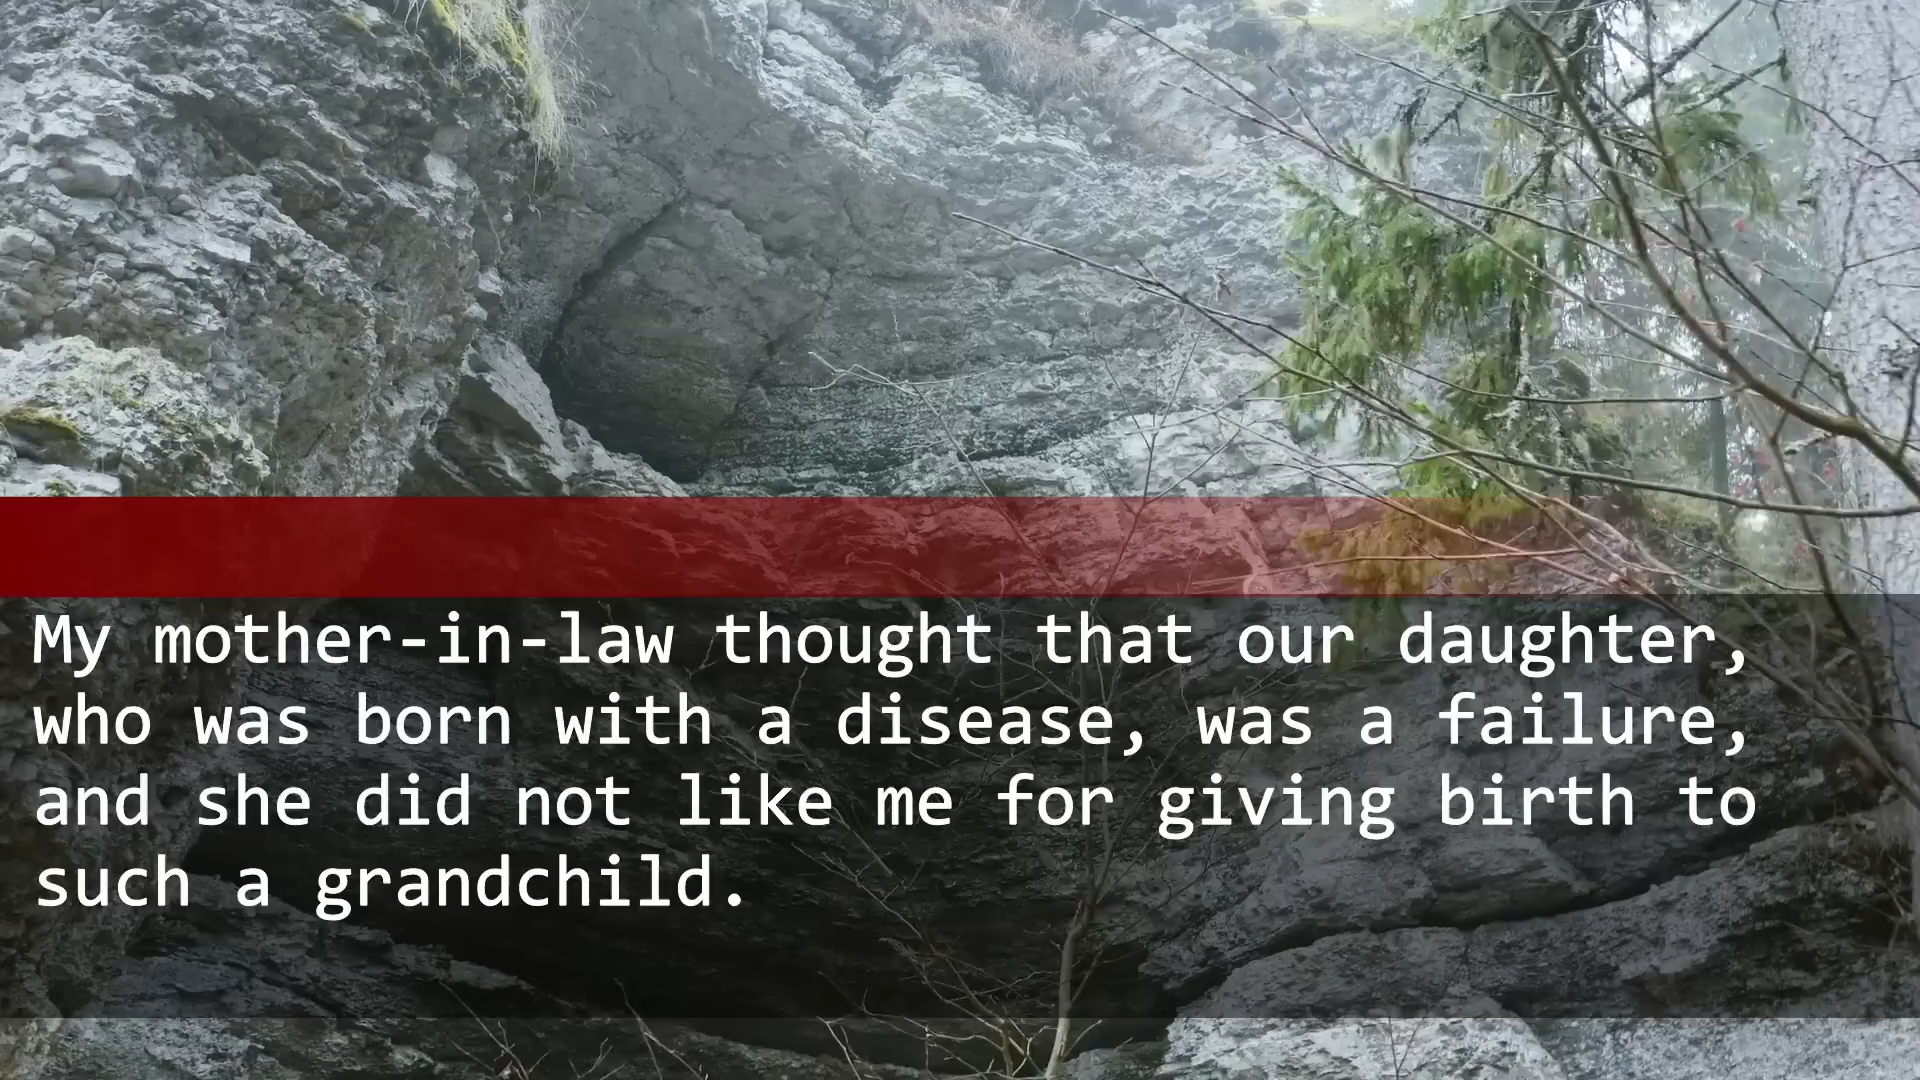 My mother-in-law thought that our daughter,
who was born with a disease, was a failure,
and she did not like me for giving birth to
such a grandchild.